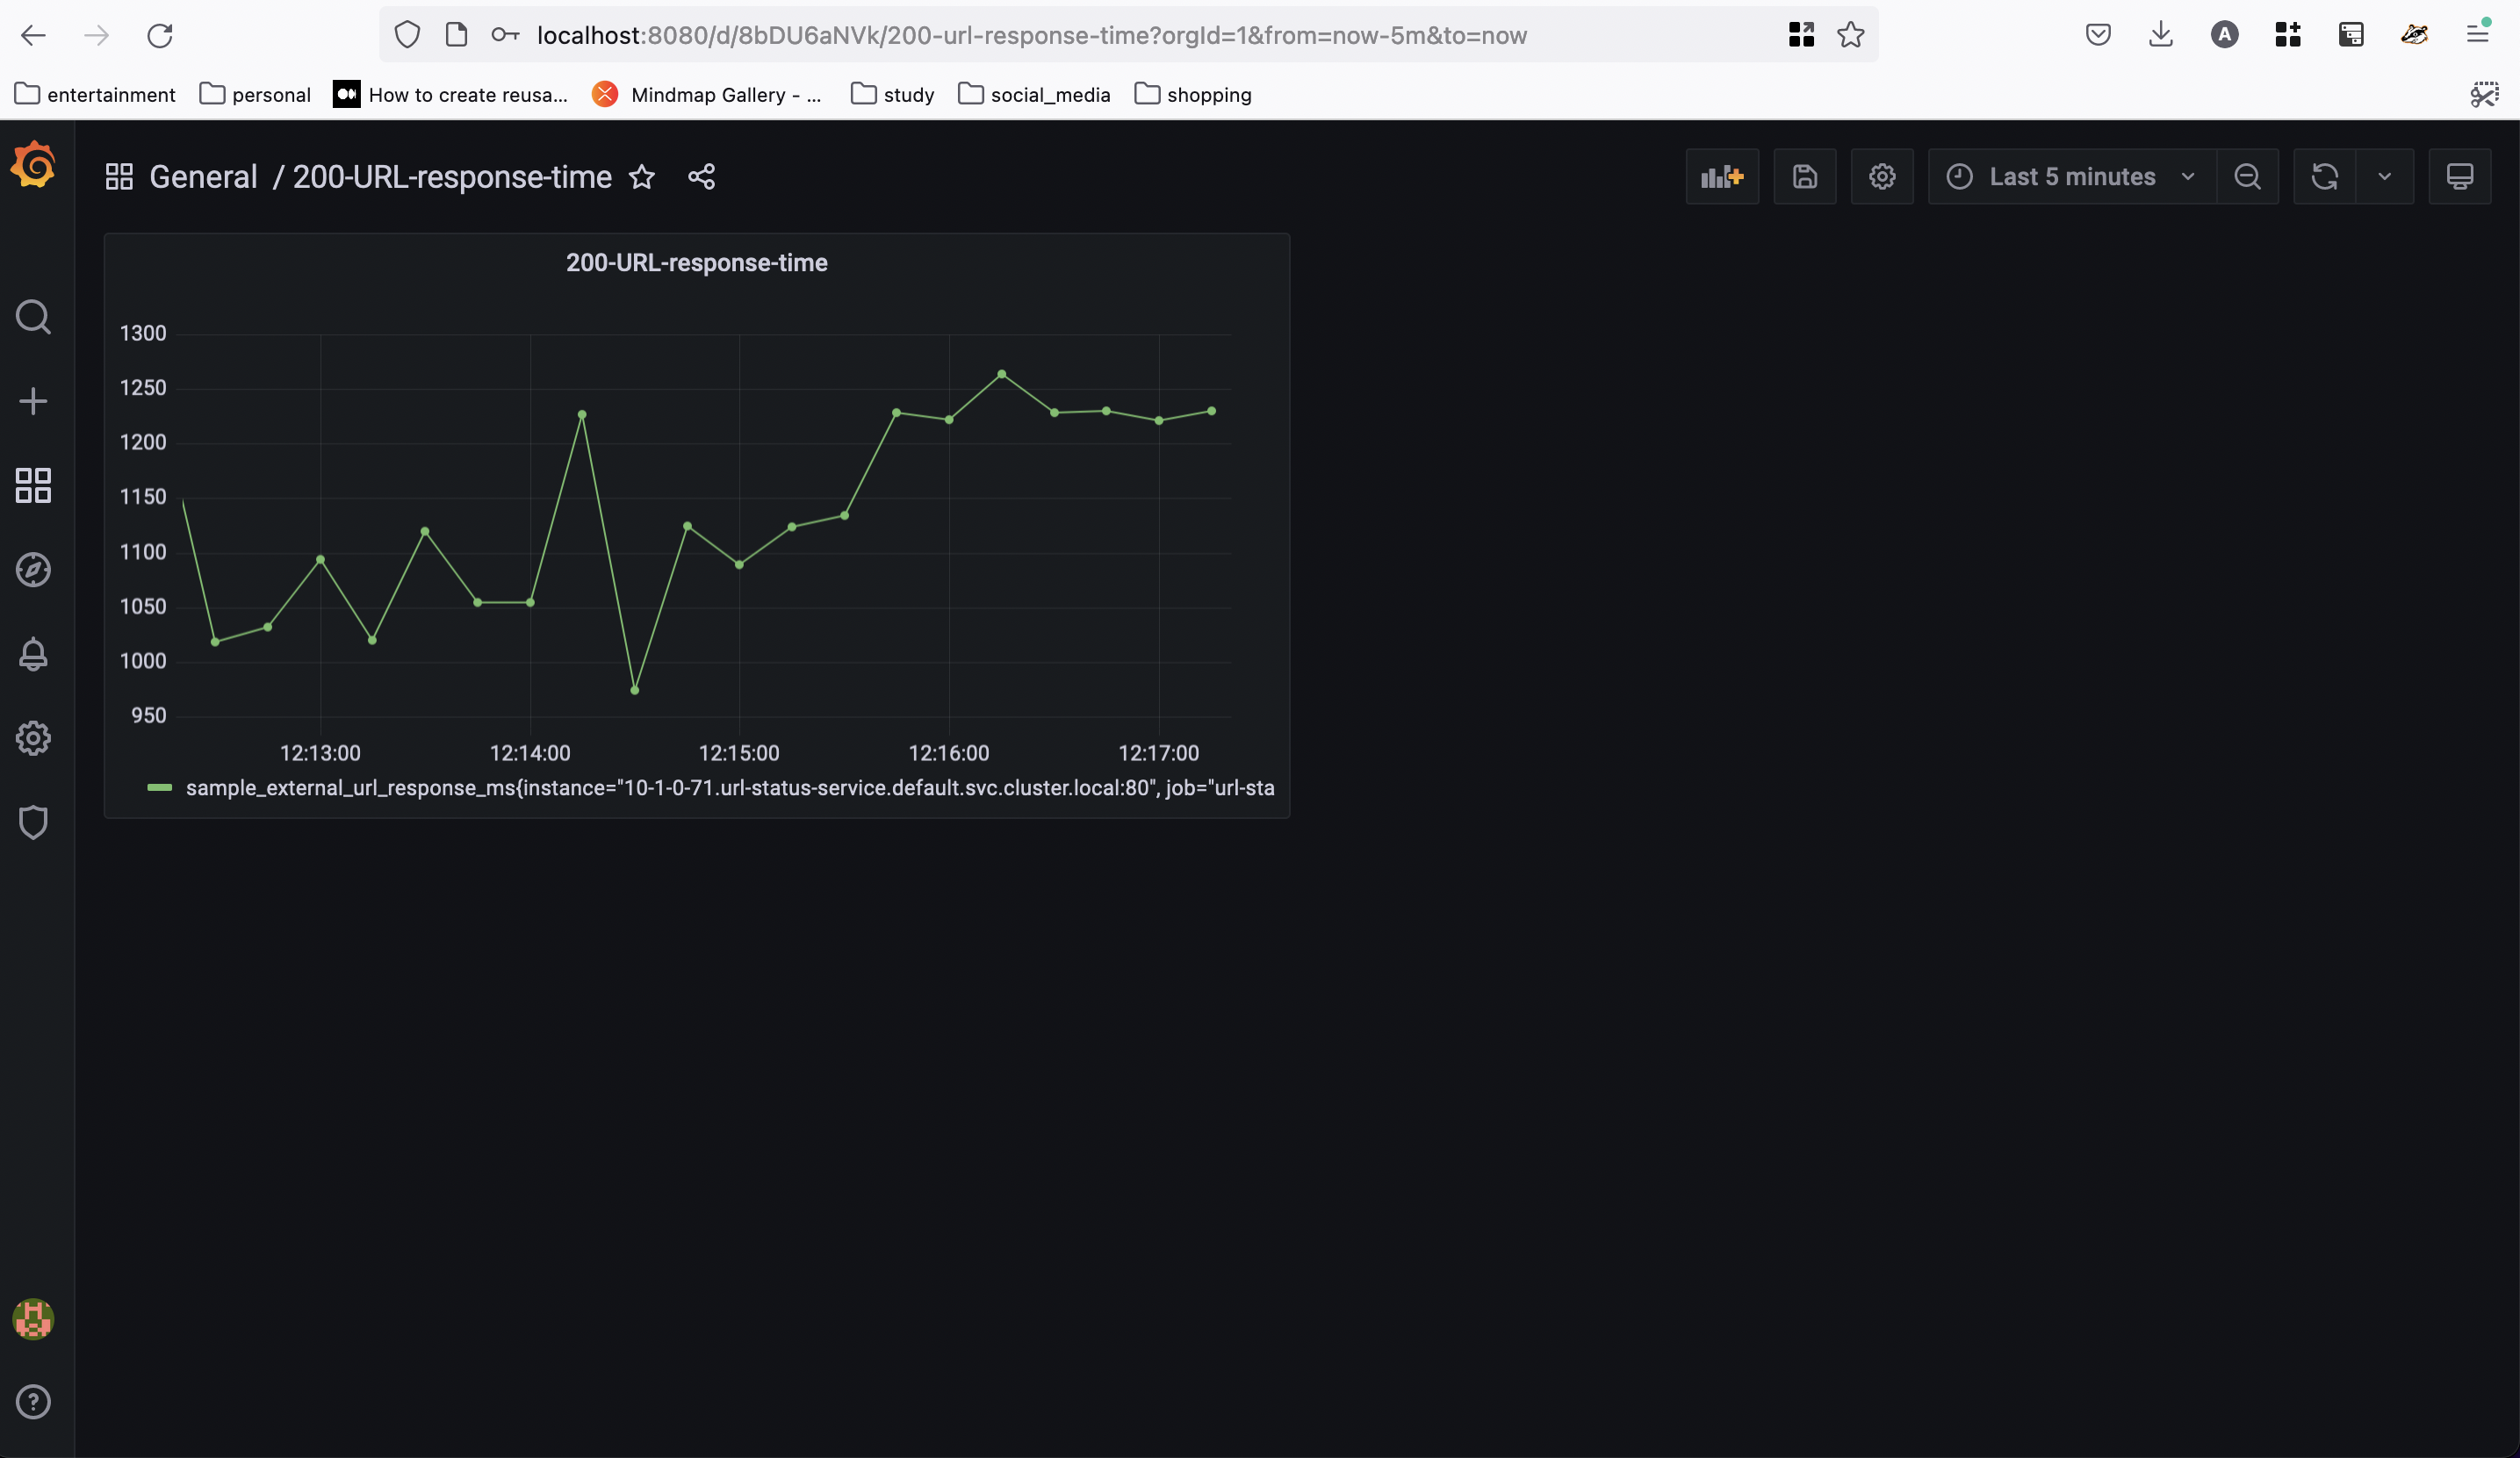 localhost:8080/d/8bDU6aNVk/200-url-response-time?orgId=1&from=now-5m&to=now
A
entertainment personal How to create reusa... Mindmap Gallery - ... study social_media shopping
General / 200-URL-response-time
Last 5 minutes
200-URL-response-time
1300
1250
1200
1150
1100
1050
1000
950
12:13:00 12:14:00 12:15:00 12:16:00 12:17:00
sample_external_url_response_ms{instance="10-1-0-71.url-status-service.default.svc.cluster.local:80", job="url-sta